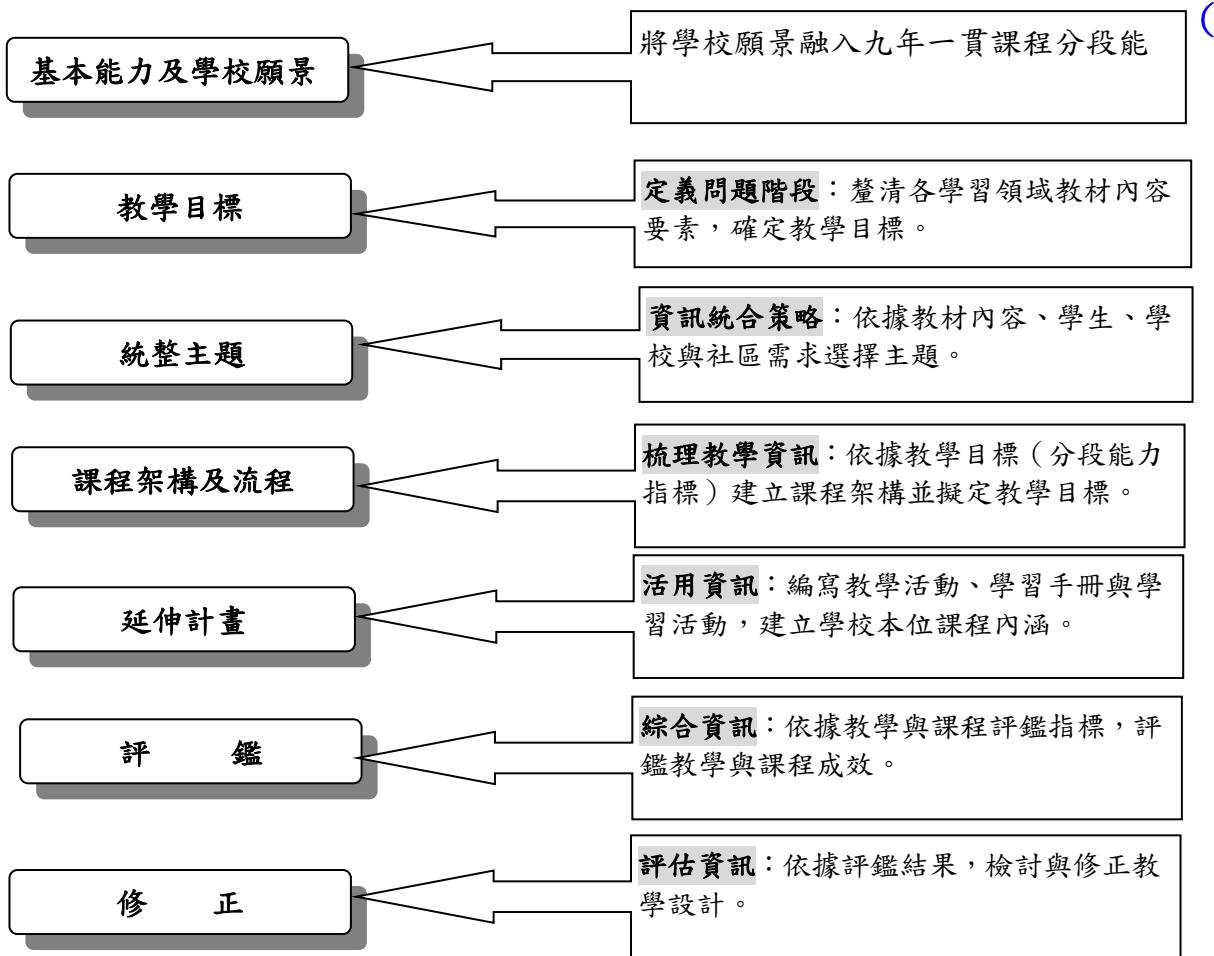 (
基本能力及學校願景
將學校願景融入九年一貫課程分段能
教學目標
定義問題階段：釐清各學習領域教材內容
要素，確定教學目標。
統整主題
資訊統合策略：依據教材內容、學生、學
校與社區需求選擇主題。
課程架構及流程
梳理教學資訊：依據教學目標（分段能力
指標）建立課程架構並擬定教學目標。
延伸計畫
活用資訊：編寫教學活動、學習手冊與學
習活動，建立學校本位課程內涵。
評 鑑
綜合資訊：依據教學與課程評鑑指標，評
鑑教學與課程成效。
修 正
評估資訊：依據評鑑結果，檢討與修正教
學設計。